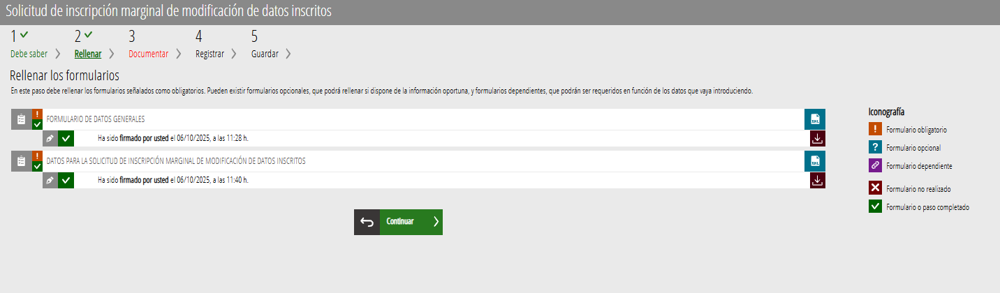 Solicitud de inscripción marginal de modificación de datos inscritos
1 2 3 4 5
Debe saber Rellenar Documentar Registrar Guardar
Rellenar los formularios
En este paso debe rellenar los formularios señalados como obligatorios. Pueden existir formularios opcionales, que podrá rellenar si dispone de la información oportuna, y formularios dependientes, que podrán ser requeridos en función de los datos que vaya introduciendo.
FORMULARIO DE DATOS GENERALES
XML
Ha sido firmado por usted el 06/10/2025, a las 11:28 h.
DATOS PARA LA SOLICITUD DE INSCRIPCIÓN MARGINAL DE MODIFICACIÓN DE DATOS INSCRITOS
XML
Ha sido firmado por usted el 06/10/2025, a las 11:40 h.
Continuar
Iconografía
! Formulario obligatorio
? Formulario opcional
Formulario dependiente
Formulario no realizado
Formulario o paso completado